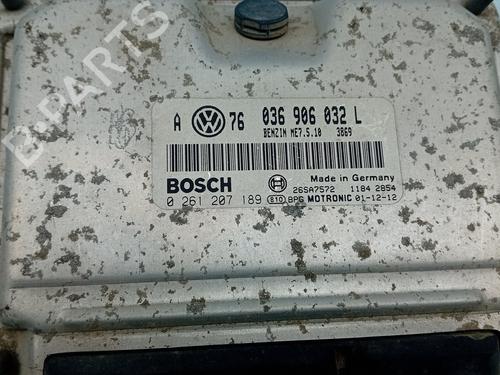 A 76 036 906 032 L
BENZIN ME7.5.10 3869
Made in Germany
BOSCH 26SA7572 1184 2854
0 261 207 189 E10 BPG MOTRONIC 01-12-12